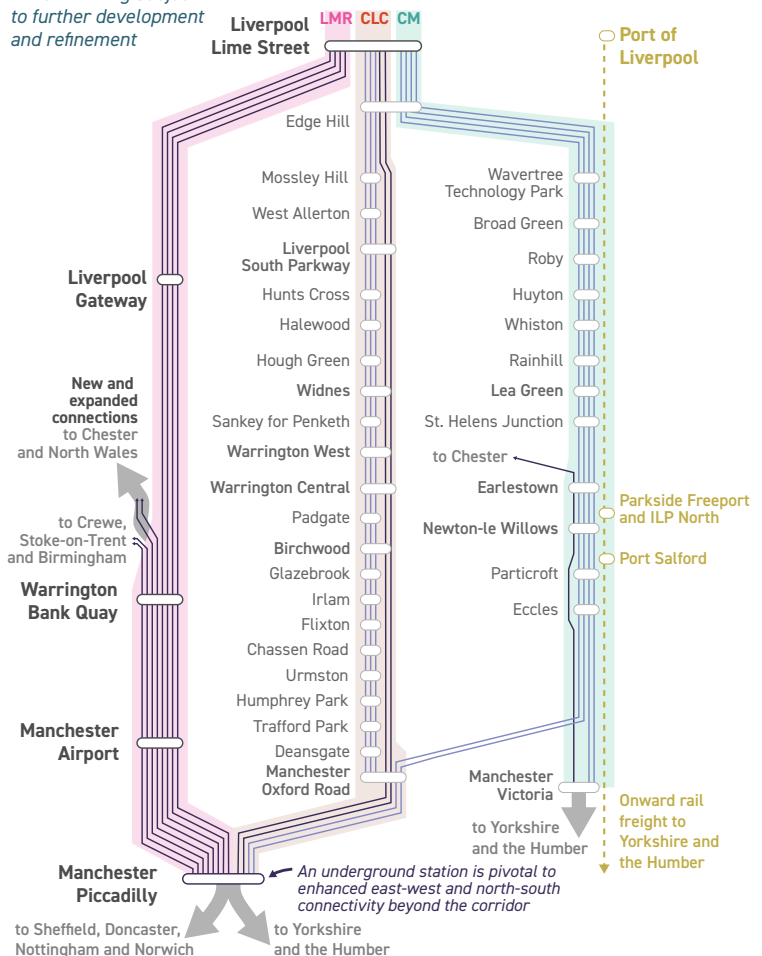 to further development
and refinement
Liverpool
Lime Street
LMR
CLC
CM
Port of
Liverpool
Edge Hill
Mossley Hill
West Allerton
Liverpool
South Parkway
Hunts Cross
Halewood
Hough Green
Widnes
Sankey for Penketh
Warrington West
Warrington Central
Padgate
Birchwood
Glazebrook
Irlam
Flixton
Chassen Road
Urmston
Humphrey Park
Trafford Park
Deansgate
Manchester
Oxford Road
Wavertree
Technology Park
Broad Green
Roby
Huyton
Whiston
Rainhill
Lea Green
St. Helens Junction
to Chester
Earlestown
Newton-le Willows
Particroft
Eccles
Manchester
Victoria
to Yorkshire
and the Humber
Parkside Freeport
and ILP North
Port Salford
Onward rail
freight to
Yorkshire and
the Humber
Liverpool
Gateway
New and
expanded
connections
to Chester
and North Wales
to Crewe,
Stoke-on-Trent
and Birmingham
Warrington
Bank Quay
Manchester
Airport
Manchester
Piccadilly
An underground station is pivotal to
enhanced east-west and north-south
connectivity beyond the corridor
to Sheffield, Doncaster,
Nottingham and Norwich
to Yorkshire
and the Humber